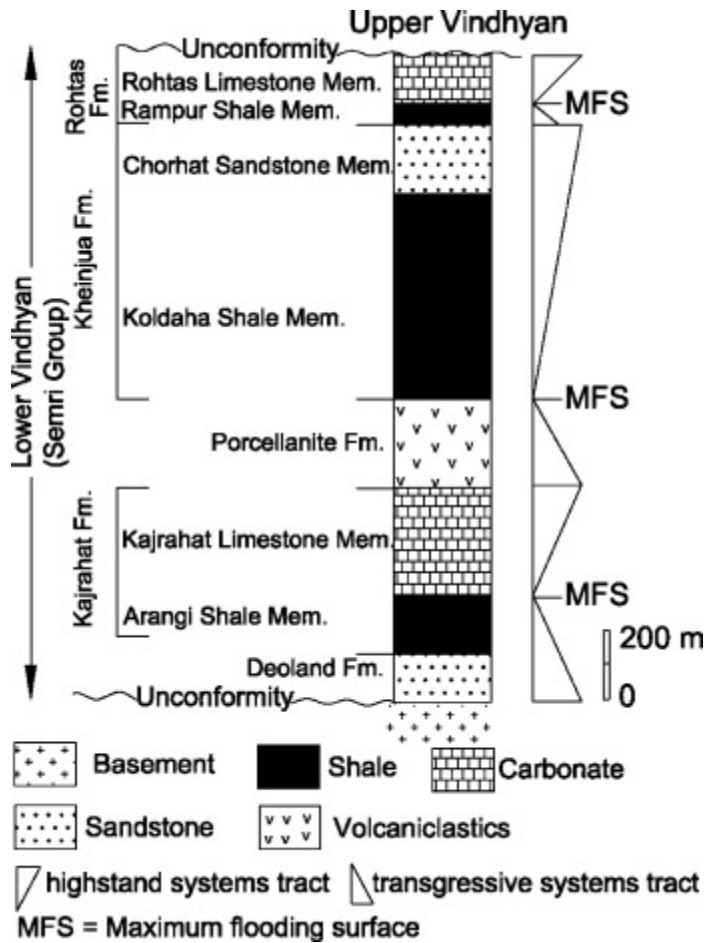 Upper Vindhyan
Unconformity
Rohtas Fm.
Rohtas Limestone Mem.
Rampur Shale Mem.
MFS
Chorhat Sandstone Mem.
Kheinjua Fm.
Koldaha Shale Mem.
MFS
Lower Vindhyan
(Semri Group)
Porcellanite Fm.
Kajrahat Fm.
Kajrahat Limestone Mem.
MFS
Arangi Shale Mem.
200 m
Deoland Fm.
0
Unconformity
Basement
Shale
Carbonate
Sandstone
Volcaniclastics
highstand systems tract
transgressive systems tract
MFS = Maximum flooding surface